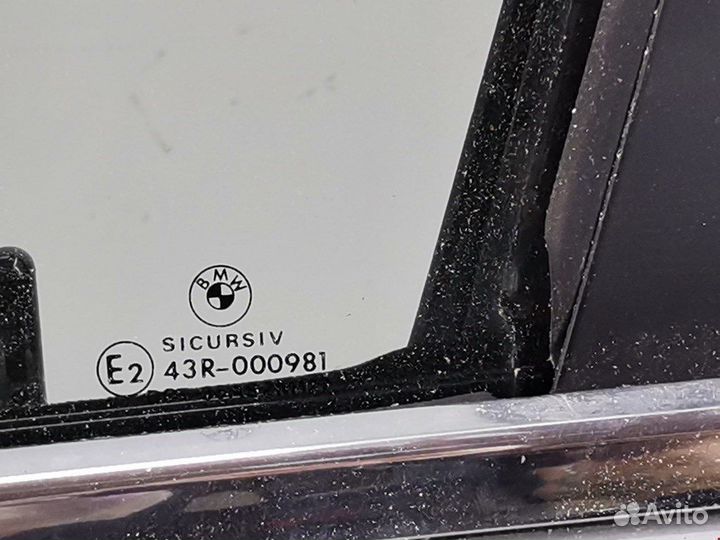 BMW
SICURSIV
E2 43R-000981
Avito